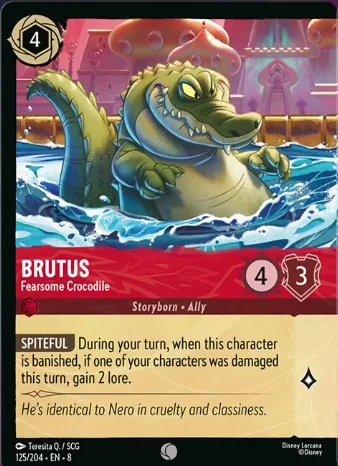 4
BRUTUS
Fearsome Crocodile
4 3
Storyborn • Ally
SPITEFUL During your turn, when this character
is banished, if one of your characters was damaged
this turn, gain 2 lore.
He's identical to Nero in cruelty and classiness.
Teresita Q. / SCG
125/204 • EN • 8
Disney Lorcana
©Disney